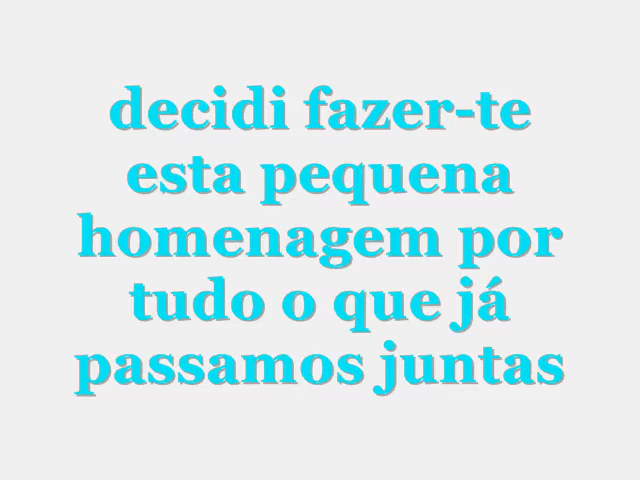 decidi fazer-te
esta pequena
homenagem por
tudo o que já
passamos juntas